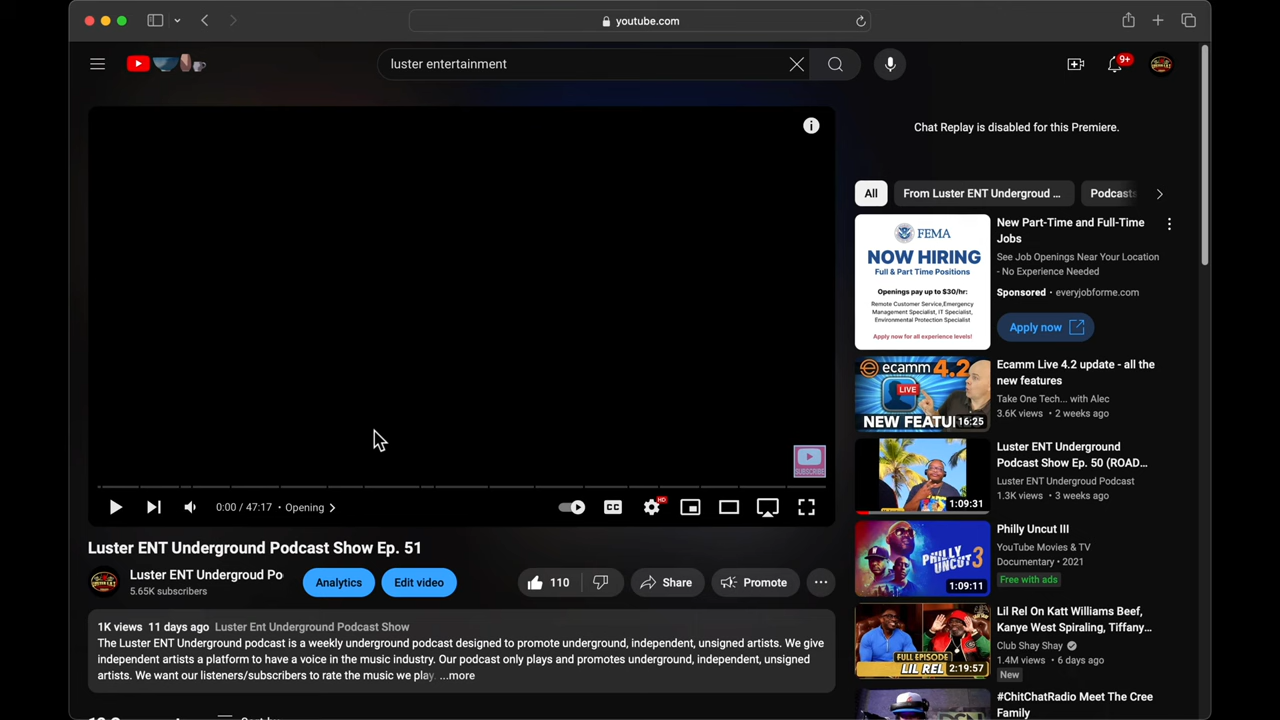 youtube.com
luster entertainment
9+
Chat Replay is disabled for this Premiere.
All
From Luster ENT Undergroud ...
Podcasts
FEMA
NOW HIRING
Full & Part Time Positions
Openings pay up to $30/hr:
Remote Customer Service,Emergency
Management Specialist, IT Specialist,
Environmental Protection Specialist
Apply now for all experience levels!
New Part-Time and Full-Time
Jobs
See Job Openings Near Your Location
- No Experience Needed
Sponsored · everyjobforme.com
Apply now
ecamm 4.2
LIVE
NEW FEATU
16:25
Ecamm Live 4.2 update - all the
new features
Take One Tech... with Alec
3.6K views • 2 weeks ago
1:09:31
Luster ENT Underground
Podcast Show Ep. 50 (ROAD...
Luster ENT Undergroud Podcast
1.3K views • 3 weeks ago
PHILLY
UNCUT 3
1:09:11
Philly Uncut III
YouTube Movies & TV
Documentary • 2021
Free with ads
FULL EPISODE
LIL REL
2:19:57
Lil Rel On Katt Williams Beef,
Kanye West Spiraling, Tiffany...
Club Shay Shay
1.4M views • 6 days ago
New
#ChitChatRadio Meet The Cree
Family
SUBSCRIBE
0:00 / 47:17 • Opening
CC
HD
Luster ENT Underground Podcast Show Ep. 51
Luster ENT Undergroud Po
5.65K subscribers
Analytics
Edit video
110
Share
Promote
1K views 11 days ago Luster Ent Underground Podcast Show
The Luster ENT Underground podcast is a weekly underground podcast designed to promote underground, independent, unsigned artists. We give
independent artists a platform to have a voice in the music industry. Our podcast only plays and promotes underground, independent, unsigned
artists. We want our listeners/subscribers to rate the music we play. ...more